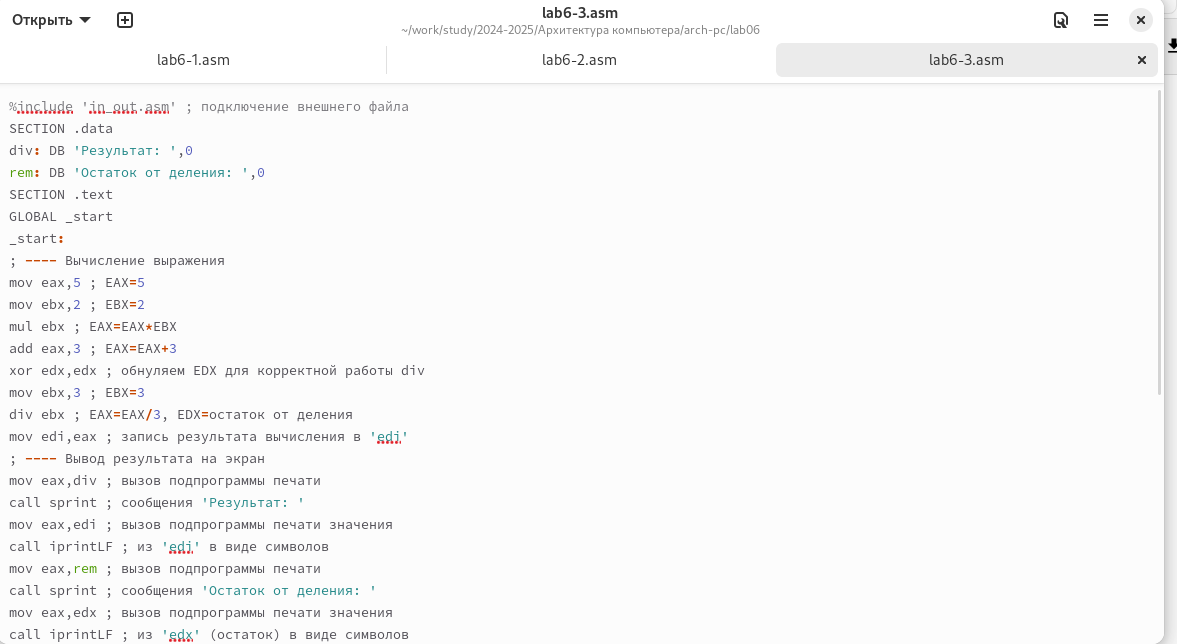 Открыть
lab6-3.asm
~/work/study/2024-2025/Архитектура компьютера/arch-pc/lab06
lab6-1.asm
lab6-2.asm
lab6-3.asm
%include 'in_out.asm' ; подключение внешнего файла
SECTION .data
div: DB 'Результат: ',0
rem: DB 'Остаток от деления: ',0
SECTION .text
GLOBAL _start
_start:
; ---- Вычисление выражения
mov eax,5 ; EAX=5
mov ebx,2 ; EBX=2
mul ebx ; EAX=EAX*EBX
add eax,3 ; EAX=EAX+3
xor edx,edx ; обнуляем EDX для корректной работы div
mov ebx,3 ; EBX=3
div ebx ; EAX=EAX/3, EDX=остаток от деления
mov edi,eax ; запись результата вычисления в 'edi'
; ---- Вывод результата на экран
mov eax,div ; вызов подпрограммы печати
call sprint ; сообщения 'Результат: '
mov eax,edi ; вызов подпрограммы печати значения
call iprintLF ; из 'edi' в виде символов
mov eax,rem ; вызов подпрограммы печати
call sprint ; сообщения 'Остаток от деления: '
mov eax,edx ; вызов подпрограммы печати значения
call iprintLF ; из 'edx' (остаток) в виде символов